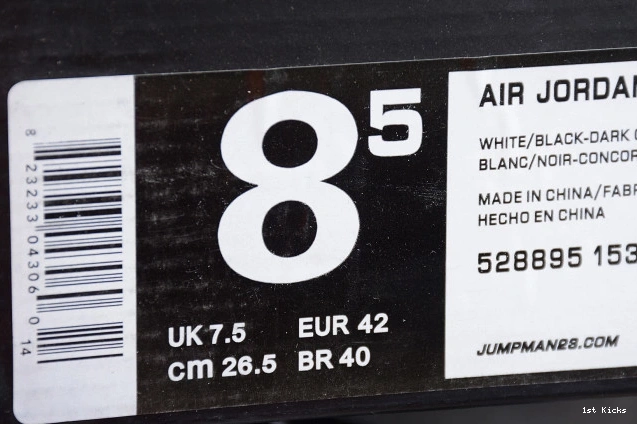 8 5
UK 7.5 EUR 42
cm 26.5 BR 40
8 23233 04306 0 14
AIR JORDAN
WHITE/BLACK-DARK
BLANC/NOIR-CONCOR
MADE IN CHINA/FABR
HECHO EN CHINA
528895 153
JUMPMAN23.COM
1st Kicks